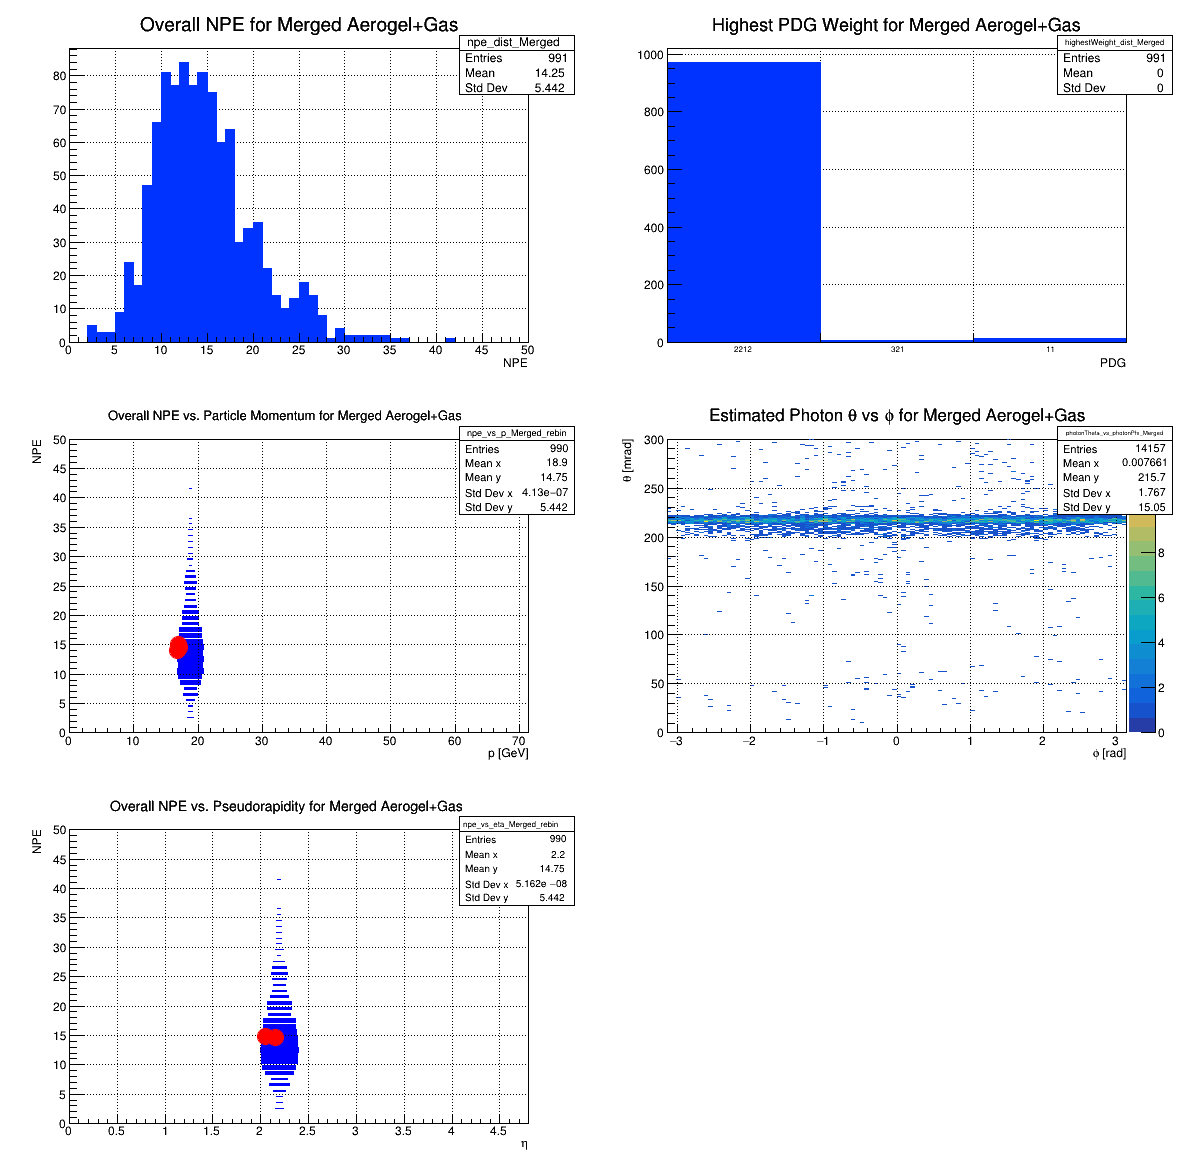 Overall NPE for Merged Aerogel+Gas
npe_dist_Merged
Entries 991
Mean 14.25
Std Dev 5.442
80
70
60
50
40
30
20
10
0
0 5 10 15 20 25 30 35 40 45 50
NPE
Highest PDG Weight for Merged Aerogel+Gas
highestWeight_dist_Merged
Entries 991
Mean 0
Std Dev 0
1000
800
600
400
200
0
2212 321 11
PDG
Overall NPE vs. Particle Momentum for Merged Aerogel+Gas
npe_vs_p_Merged_rebin
Entries 990
Mean x 18.9
Mean y 14.75
Std Dev x 4.13e-07
Std Dev y 5.442
NPE
50
45
40
35
30
25
20
15
10
5
0
0 10 20 30 40 50 60 70
p [GeV]
Estimated Photon θ vs ϕ for Merged Aerogel+Gas
photonTheta_vs_photonPhi_Merged
Entries 14157
Mean x 0.007661
Mean y 215.7
Std Dev x 1.767
Std Dev y 15.05
θ [mrad]
300
250
200
150
100
50
0
−3 −2 −1 0 1 2 3
ϕ [rad]
8
6
4
2
0
Overall NPE vs. Pseudorapidity for Merged Aerogel+Gas
npe_vs_eta_Merged_rebin
Entries 990
Mean x 2.2
Mean y 14.75
Std Dev x 5.162e −08
Std Dev y 5.442
NPE
50
45
40
35
30
25
20
15
10
5
0
0 0.5 1 1.5 2 2.5 3 3.5 4 4.5
η